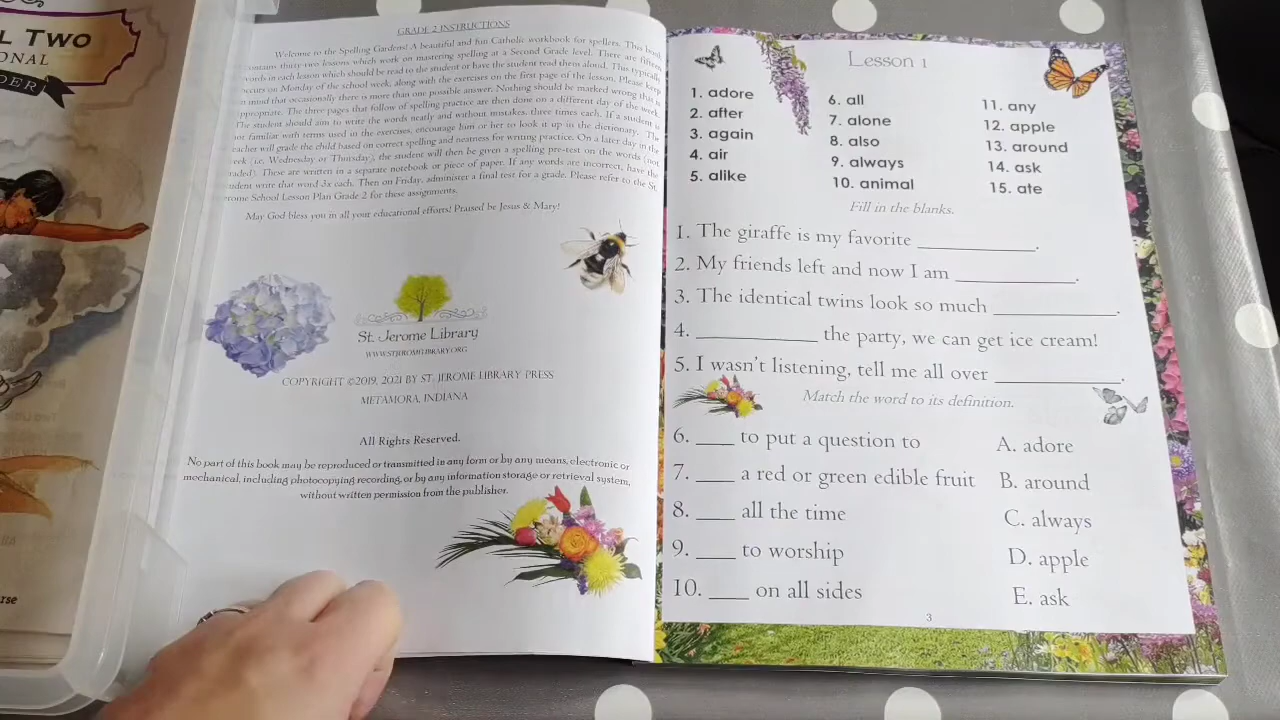 L TWO
ONAL
DER
rse
GRADE 2 INSTRUCTIONS
Welcome to the Spelling Gardens! A beautiful and fun Catholic workbook for spellers. This book
contains thirty-two lessons which work on mastering spelling at a Second Grade level. There are fifteen
words in each lesson which should be read to the student or have the student read them aloud. This typically
occurs on Monday of the school week, along with the exercises on the first page of the lesson. Please keep
in mind that occasionally there is more than one possible answer. Nothing should be marked wrong that is
appropriate. The three pages that follow of spelling practice are then done on a different day of the week.
The student should aim to write the words neatly and without mistakes, three times each. If a student is
not familiar with terms used in the exercises, encourage him or her to look it up in the dictionary. The
teacher will grade the child based on correct spelling and neatness for writing practice. On a later day in the
week (i.e. Wednesday or Thursday), the student will then be given a spelling pre-test on the words (not
graded). These are written in a separate notebook or piece of paper. If any words are incorrect, have the
student write that word 3x each. Then on Friday, administer a final test for a grade. Please refer to the St.
Jerome School Lesson Plan Grade 2 for these assignments.
May God bless you in all your educational efforts! Praised be Jesus & Mary!
St. Jerome Library
WWW.STJEROMELIBRARY.ORG
COPYRIGHT ©2019, 2021 BY ST. JEROME LIBRARY PRESS
METAMORA, INDIANA
All Rights Reserved.
No part of this book may be reproduced or transmitted in any form or by any means, electronic or
mechanical, including photocopying recording, or by any information storage or retrieval system,
without written permission from the publisher.
Lesson 1
1. adore
2. after
3. again
4. air
5. alike
6. all
7. alone
8. also
9. always
10. animal
11. any
12. apple
13. around
14. ask
15. ate
Fill in the blanks.
1. The giraffe is my favorite ____________.
2. My friends left and now I am ____________.
3. The identical twins look so much ____________.
4. ____________ the party, we can get ice cream!
5. I wasn't listening, tell me all over ____________.
Match the word to its definition.
6. ____ to put a question to A. adore
7. ____ a red or green edible fruit B. around
8. ____ all the time C. always
9. ____ to worship D. apple
10. ____ on all sides E. ask
3